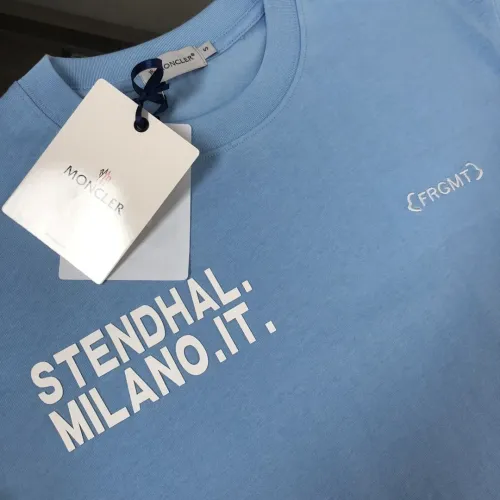 MONCLER
S
MONCLER
{FRGMT}
STENDHAL.
MILANO.IT.